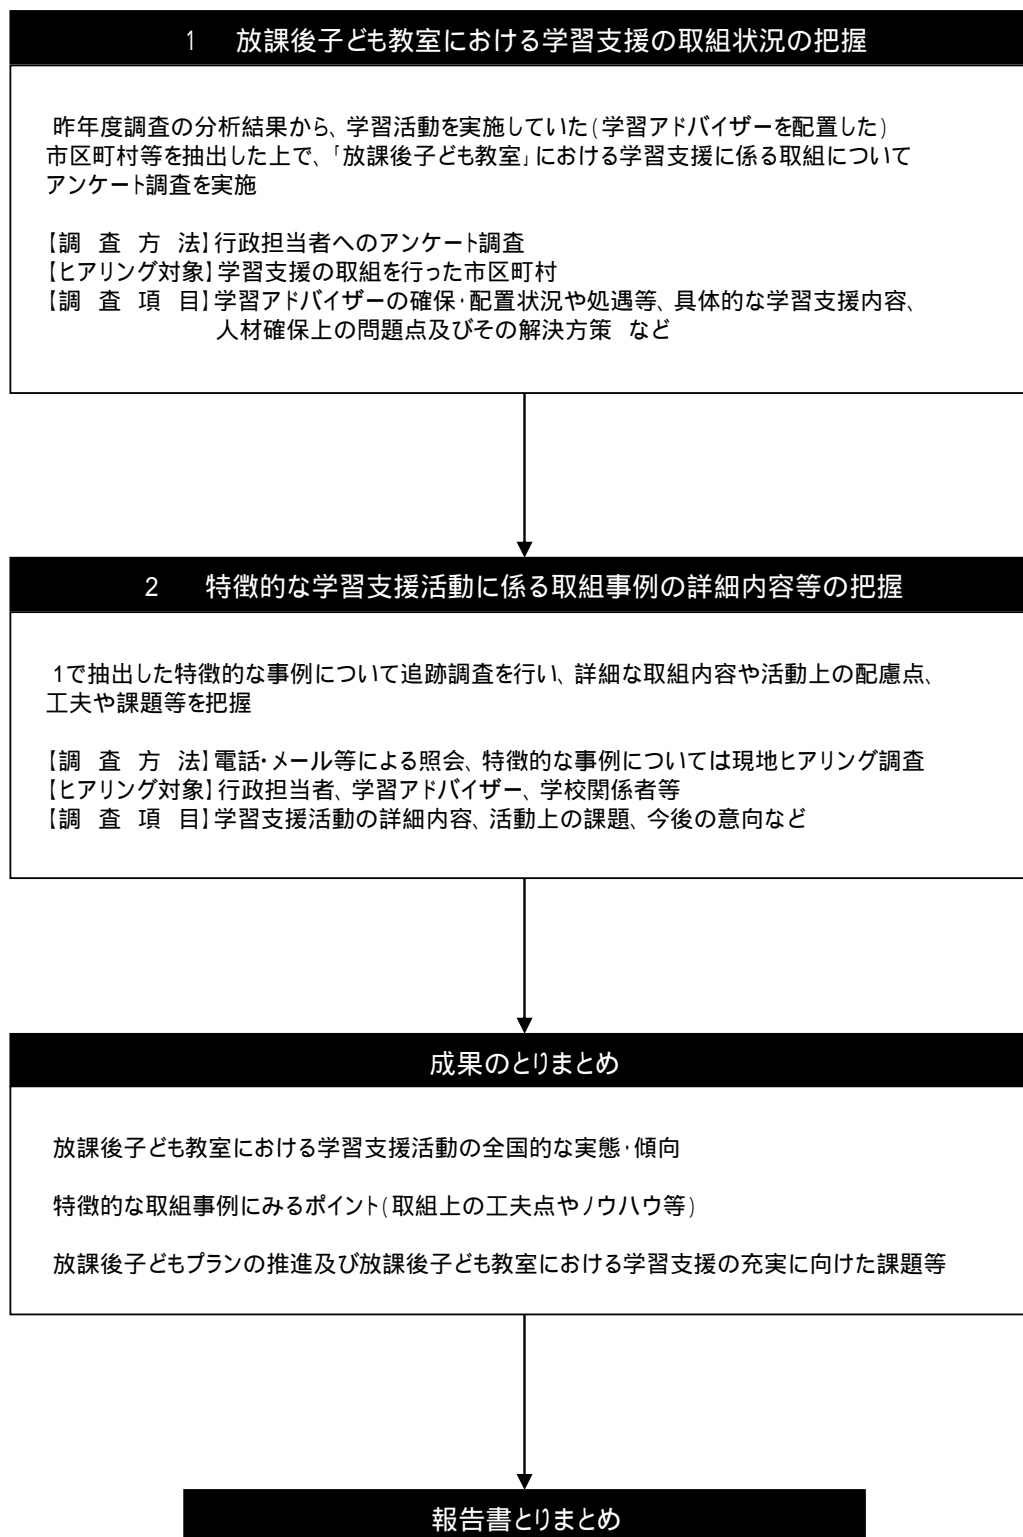 1 放課後子ども教室における学習支援の取組状況の把握
昨年度調査の分析結果から、学習活動を実施していた(学習アドバイザーを配置した)
市区町村等を抽出した上で、「放課後子ども教室」における学習支援に係る取組について
アンケート調査を実施
【調 査 方 法】行政担当者へのアンケート調査
【ヒアリング対象】学習支援の取組を行った市区町村
【調 査 項 目】学習アドバイザーの確保・配置状況や処遇等、具体的な学習支援内容、
人材確保上の問題点及びその解決方策 など
2 特徴的な学習支援活動に係る取組事例の詳細内容等の把握
1で抽出した特徴的な事例について追跡調査を行い、詳細な取組内容や活動上の配慮点、
工夫や課題等を把握
【調 査 方 法】電話・メール等による照会、特徴的な事例については現地ヒアリング調査
【ヒアリング対象】行政担当者、学習アドバイザー、学校関係者等
【調 査 項 目】学習支援活動の詳細内容、活動上の課題、今後の意向など
成果のとりまとめ
放課後子ども教室における学習支援活動の全国的な実態・傾向
特徴的な取組事例にみるポイント(取組上の工夫点やノウハウ等)
放課後子どもプランの推進及び放課後子ども教室における学習支援の充実に向けた課題等
報告書とりまとめ